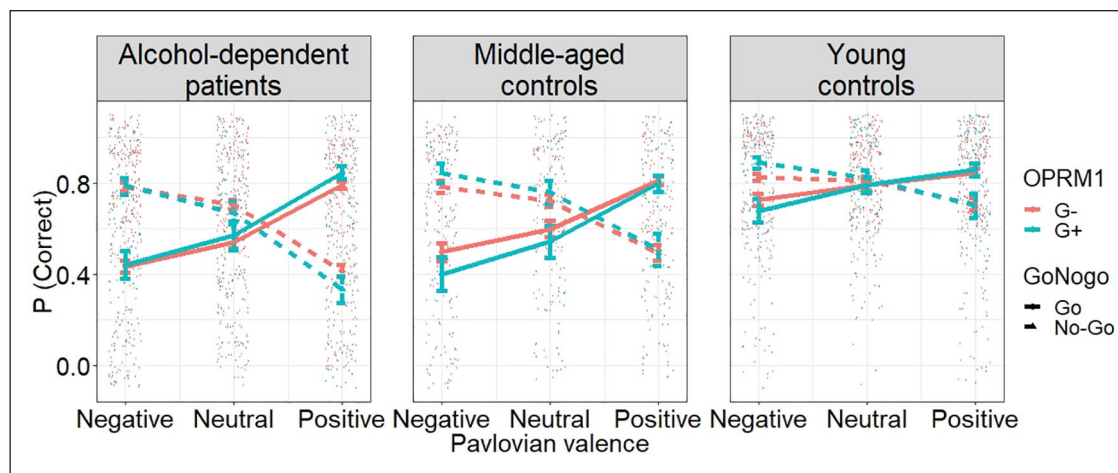 Alcohol-dependent
patients
Middle-aged
controls
Young
controls
P (Correct)
0.8
0.4
0.0
Negative Neutral Positive
Negative Neutral Positive
Negative Neutral Positive
Pavlovian valence
OPRM1
G-
G+
GoNogo
Go
No-Go